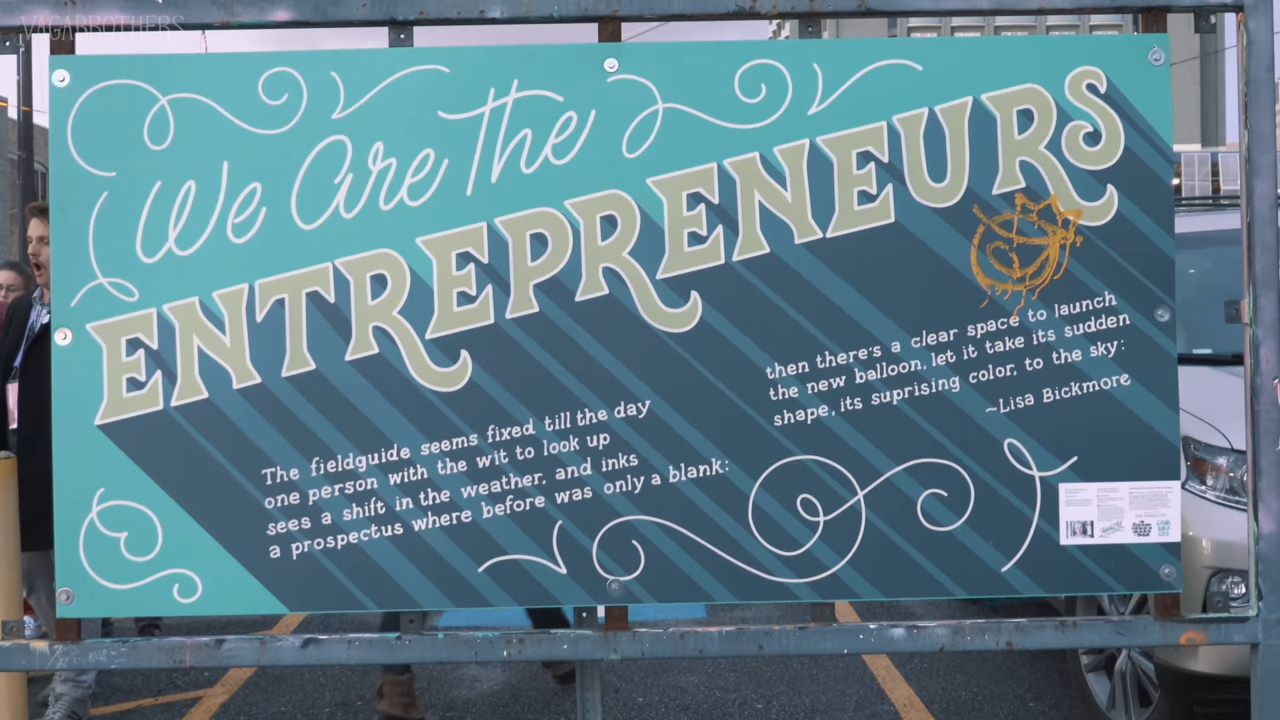 VAGABROTHERS
We Are The
ENTREPRENEURS
The fieldguide seems fixed till the day
one person with the wit to look up
sees a shift in the weather, and inks
a prospectus where before was only a blank:
then there's a clear space to launch
the new balloon, let it take its sudden
shape, its suprising color, to the sky:
~Lisa Bickmore